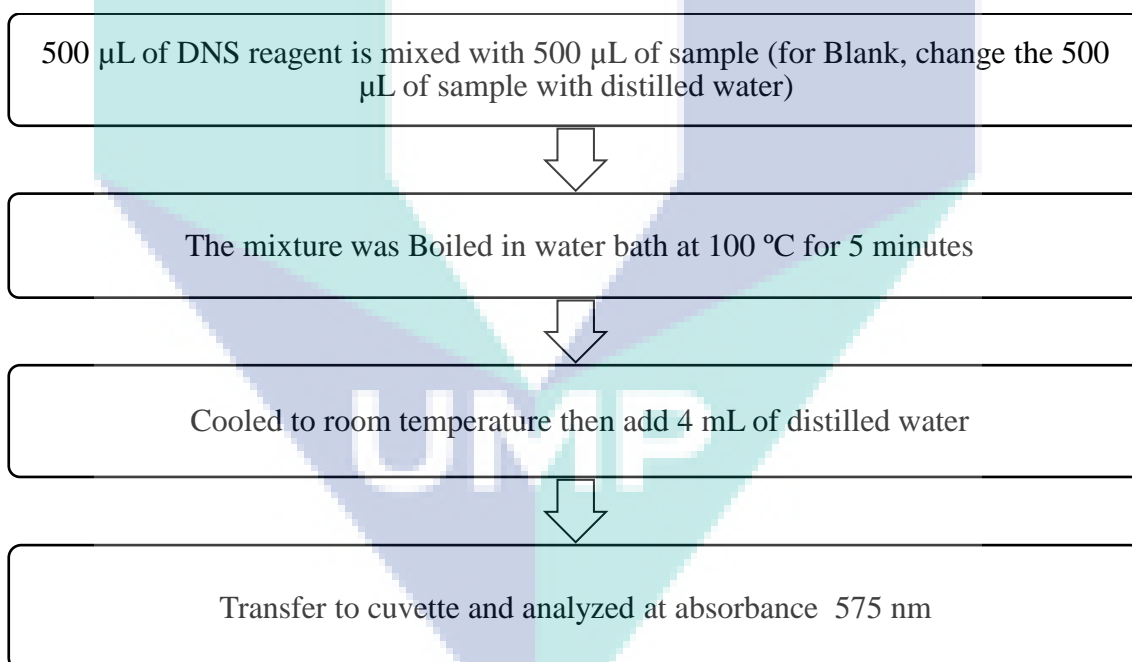 500 µL of DNS reagent is mixed with 500 µL of sample (for Blank, change the 500
µL of sample with distilled water)
The mixture was Boiled in water bath at 100 ºC for 5 minutes
Cooled to room temperature then add 4 mL of distilled water
UMP
Transfer to cuvette and analyzed at absorbance  575 nm